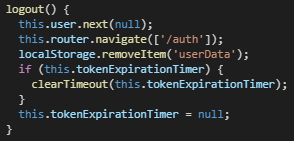 logout() {
  this.user.next(null);
  this.router.navigate(['/auth']);
  localStorage.removeItem('userData');
  if (this.tokenExpirationTimer) {
    clearTimeout(this.tokenExpirationTimer);
  }
  this.tokenExpirationTimer = null;
}